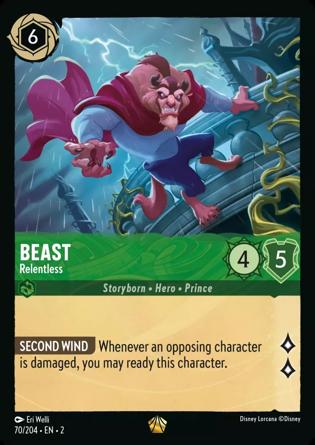 6
BEAST
Relentless
4
5
Storyborn • Hero • Prince
SECOND WIND Whenever an opposing character
is damaged, you may ready this character.
Eri Welli
70/204 • EN • 2
Disney Lorcana ©Disney